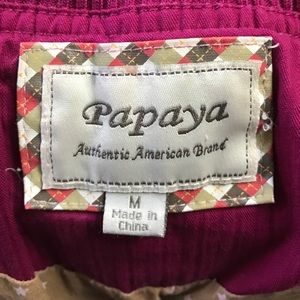 Papaya
Authentic American Brand
M
Made in
China